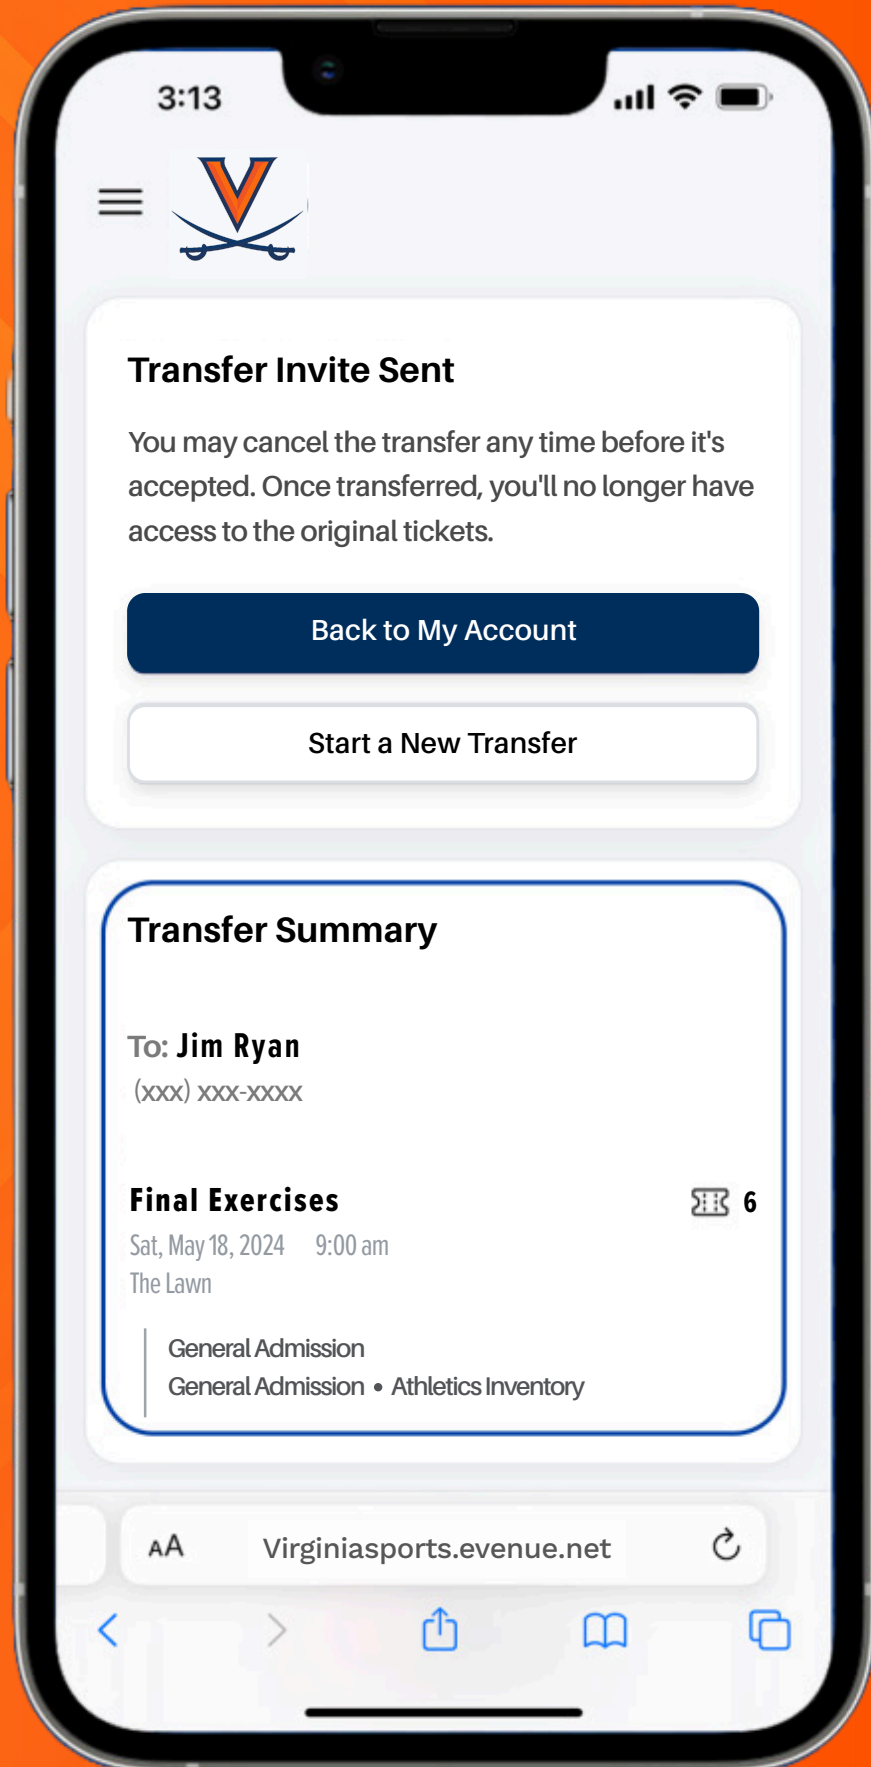 3:13
V
Transfer Invite Sent
You may cancel the transfer any time before it's
accepted. Once transferred, you'll no longer have
access to the original tickets.
Back to My Account
Start a New Transfer
Transfer Summary
To: Jim Ryan
(xxx) xxx-xxxx
Final Exercises 6
Sat, May 18, 2024 9:00 am
The Lawn
General Admission
General Admission • Athletics Inventory
AA Virginiasports.evenue.net